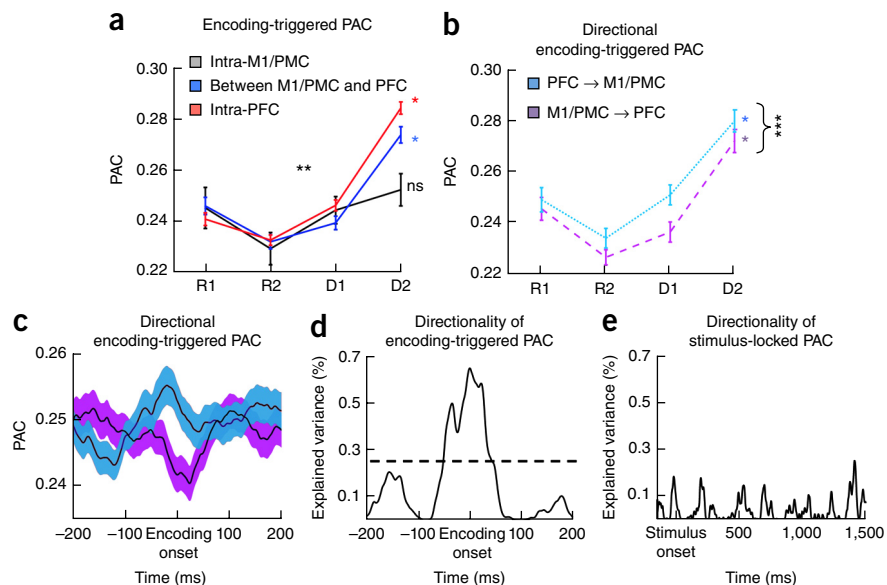 a
Encoding-triggered PAC
Intra-M1/PMC
Between M1/PMC and PFC
Intra-PFC
PAC
0.30
0.28
0.26
0.24
0.22
**
*
*
ns
R1 R2 D1 D2
b
Directional
encoding-triggered PAC
PFC → M1/PMC
M1/PMC → PFC
PAC
0.30
0.28
0.26
0.24
0.22
*
*
***
R1 R2 D1 D2
c
Directional
encoding-triggered PAC
PAC
0.26
0.25
0.24
−200 −100 Encoding 100 200
onset
Time (ms)
d
Directionality of
encoding-triggered PAC
Explained variance (%)
0.7
0.5
0.3
0.1
−200 −100 Encoding 100 200
onset
Time (ms)
e
Directionality of
stimulus-locked PAC
Explained variance (%)
0.7
0.5
0.3
0.1
Stimulus 500 1,000 1,500
onset
Time (ms)